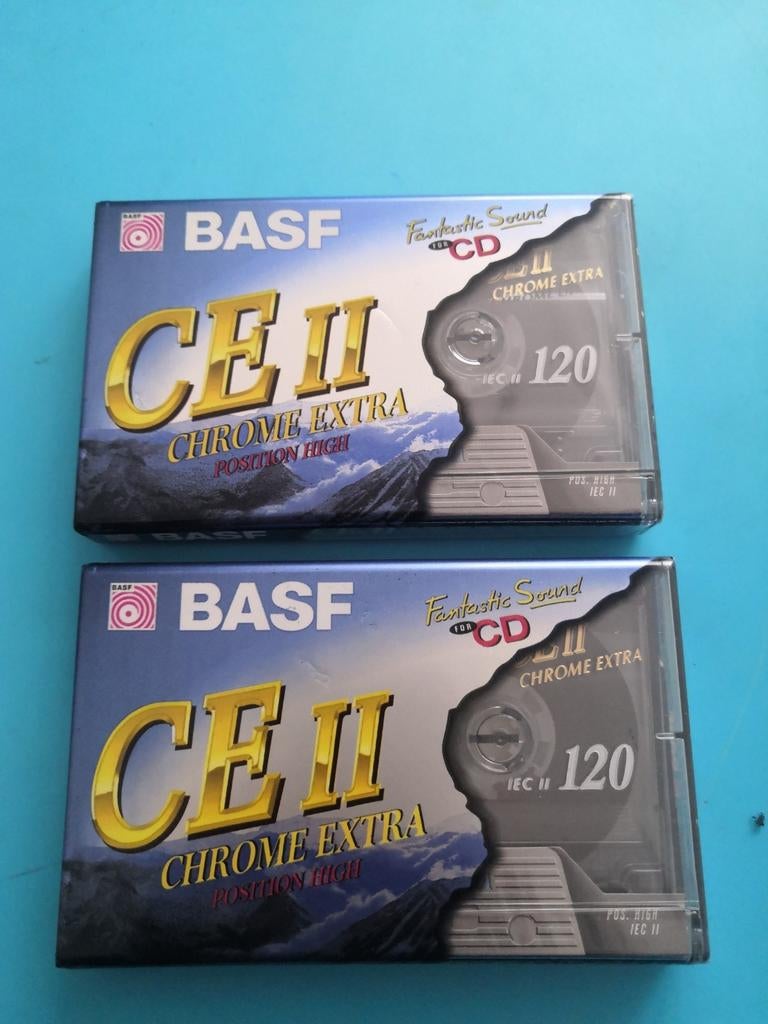 BASF
BASF
Fantastic Sound
FOR CD
CE II
CHROME EXTRA
POSITION HIGH
CE II
CHROME EXTRA
IEC II 120
POS. HIGH
IEC II
BASF
BASF
BASF
Fantastic Sound
FOR CD
CE II
CHROME EXTRA
POSITION HIGH
CE II
CHROME EXTRA
IEC II 120
POS. HIGH
IEC II